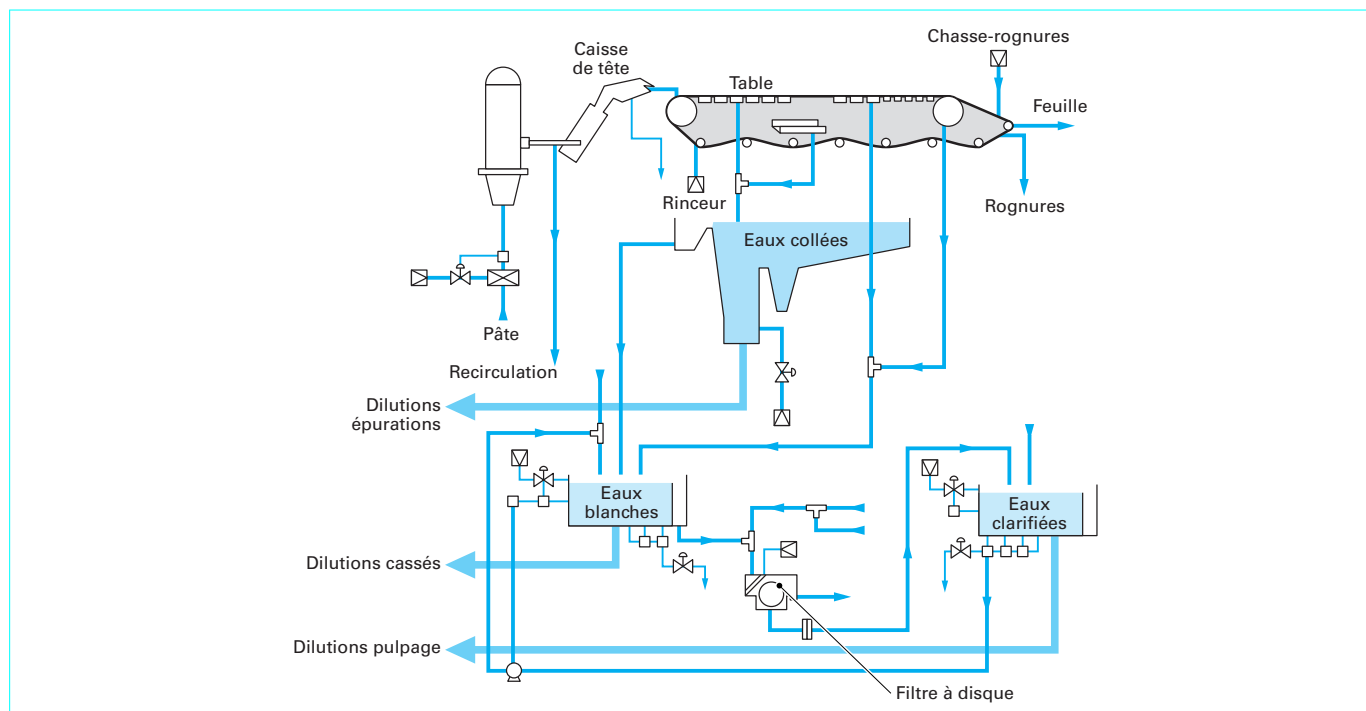 Chasse-rognures
Caisse
de tête
Table
Feuille
Rinceur
Rognures
Eaux collées
Pâte
Recirculation
Dilutions
épurations
Eaux
blanches
Eaux
clarifiées
Dilutions cassés
Dilutions pulpage
Filtre à disque